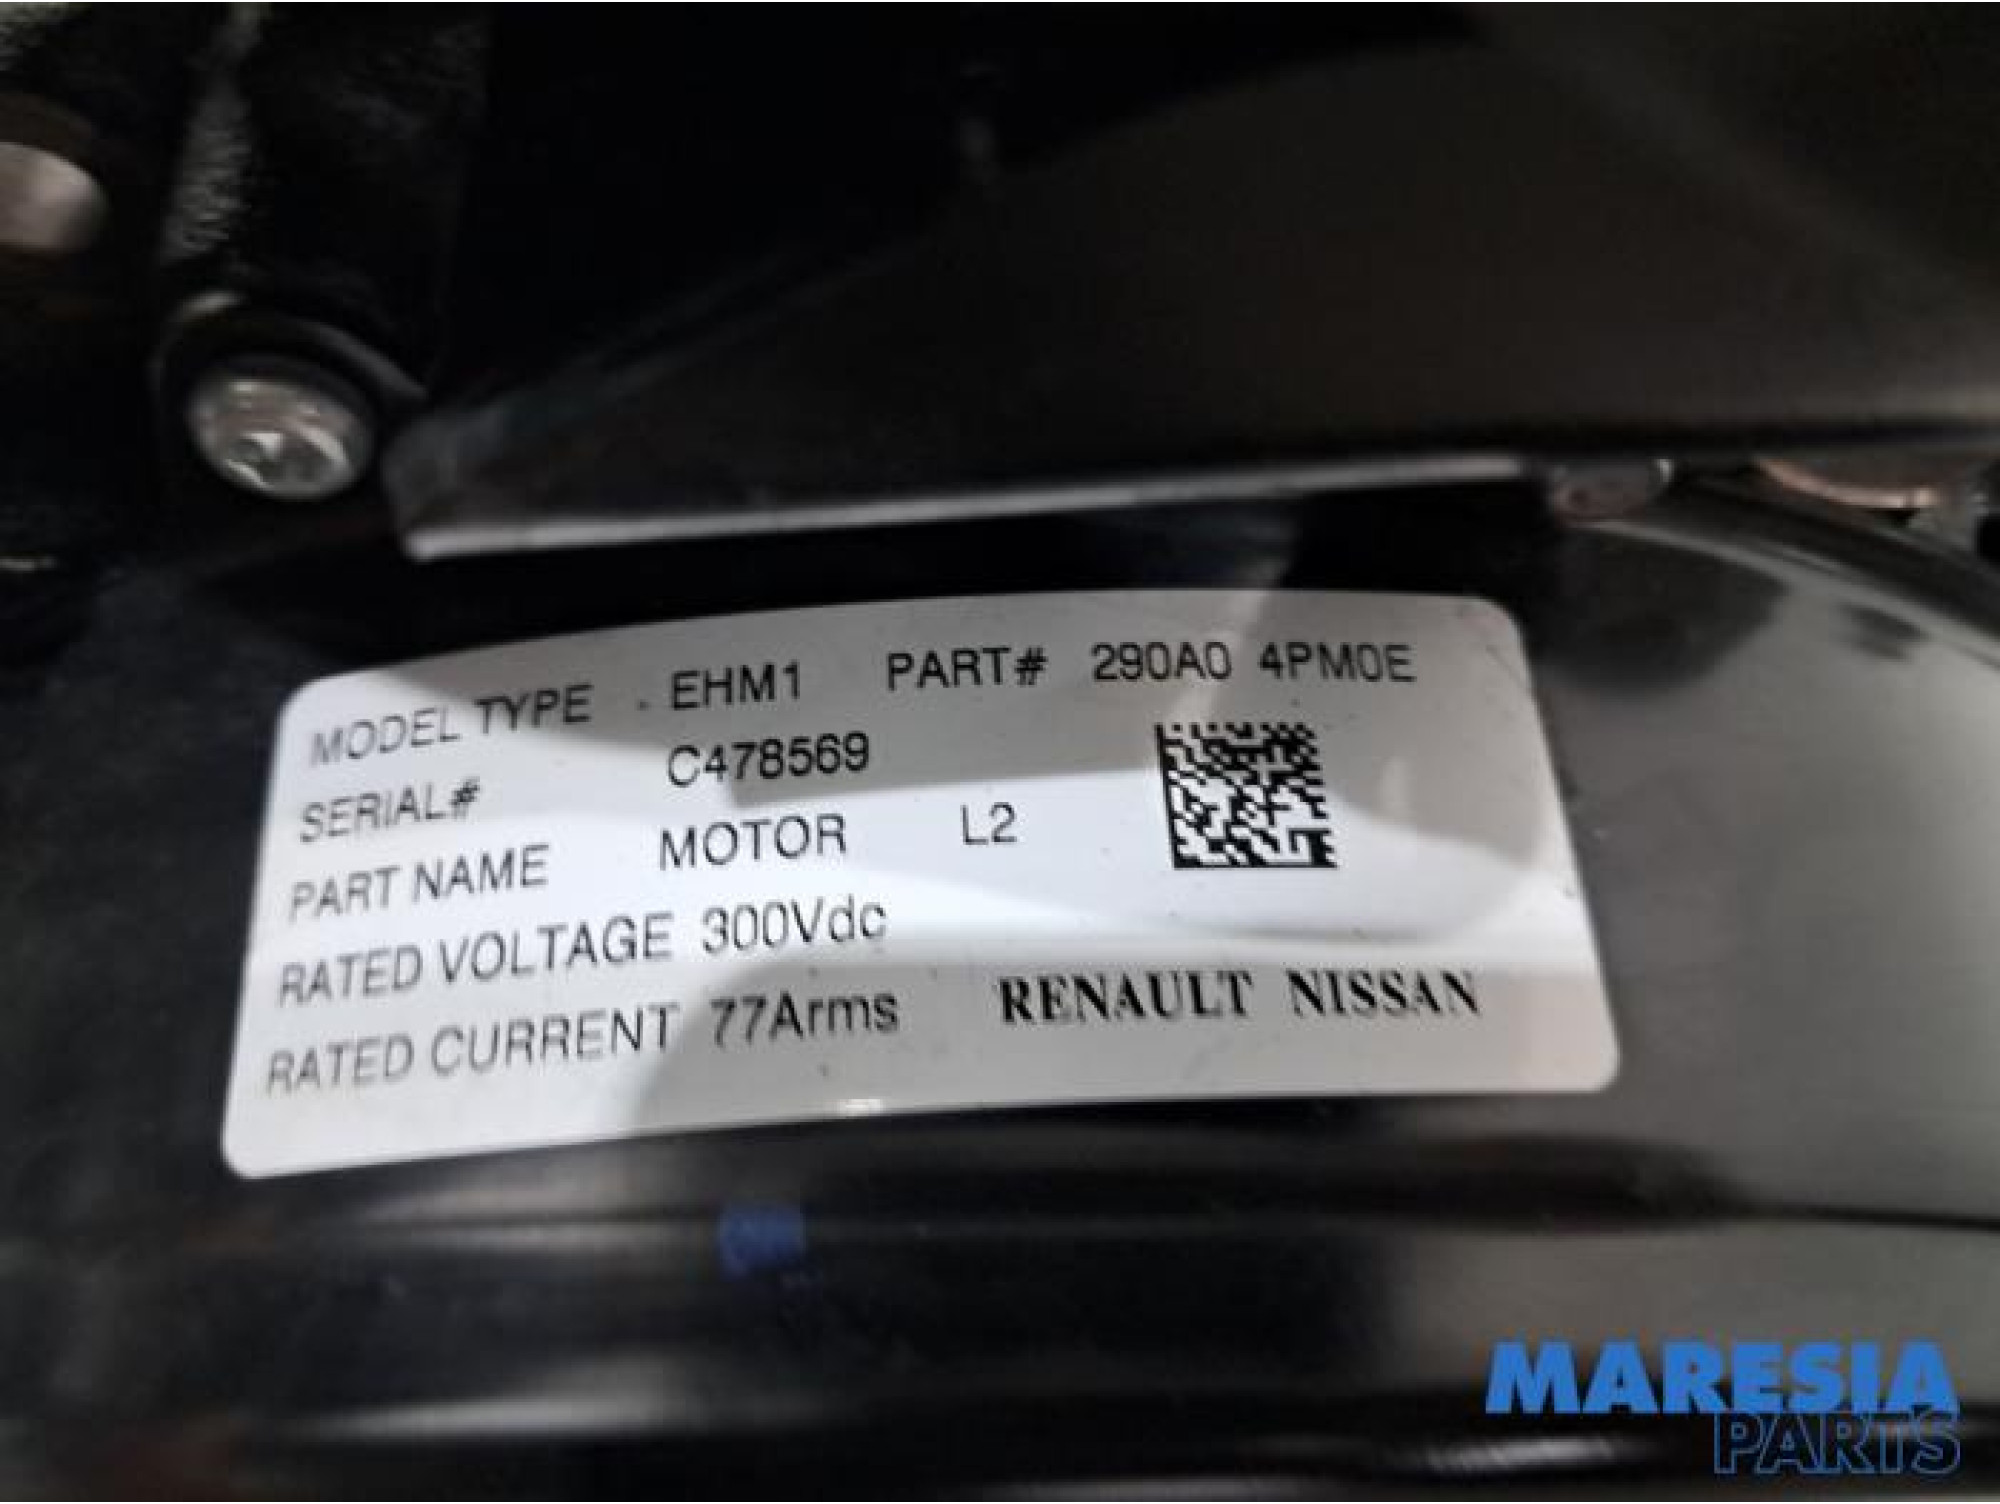 MODEL TYPE EHM1 PART# 290A0 4PM0E
SERIAL# C478569
PART NAME MOTOR L2
RATED VOLTAGE 300Vdc
RATED CURRENT 77Arms RENAULT NISSAN
MARESIA
PARTS